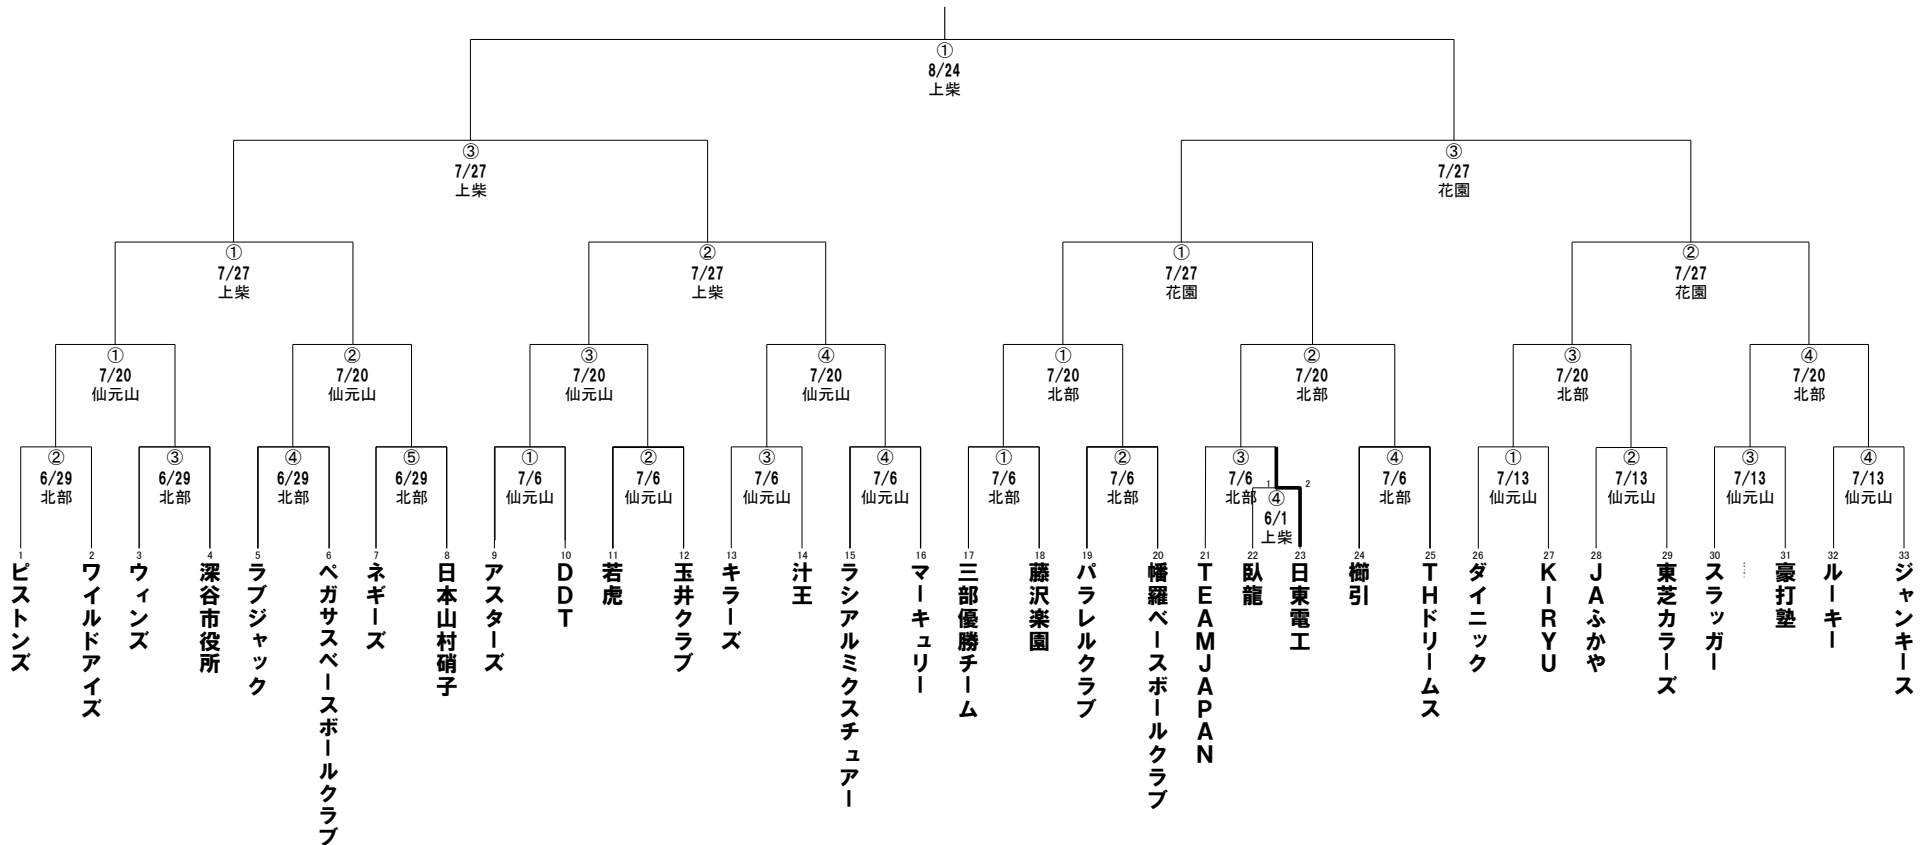 ①
8/24
上柴
③
7/27
上柴
③
7/27
花園
①
7/27
上柴
②
7/27
上柴
①
7/27
花園
②
7/27
花園
①
7/20
仙元山
②
7/20
仙元山
③
7/20
仙元山
④
7/20
仙元山
①
7/20
北部
②
7/20
北部
③
7/20
北部
④
7/20
北部
②
6/29
北部
③
6/29
北部
④
6/29
北部
⑤
6/29
北部
①
7/6
仙元山
②
7/6
仙元山
③
7/6
仙元山
④
7/6
仙元山
①
7/6
北部
②
7/6
北部
③
7/6
北部
1
2
④
6/1
上柴
④
7/6
北部
①
7/13
仙元山
②
7/13
仙元山
③
7/13
仙元山
④
7/13
仙元山
1
ピストンズ
2
ワイルドアイズ
3
ウィンズ
4
深谷市役所
5
ラブジャック
6
ペガサスベースボールクラブ
7
ネギーズ
8
日本山村硝子
9
アスターズ
10
DDT
11
若虎
12
玉井クラブ
13
キラーズ
14
汁王
15
ラシアルミクスチュアー
16
マーキュリー
17
三部優勝チーム
18
藤沢楽園
19
パラレルクラブ
20
幡羅ベースボールクラブ
21
TEAMJAPAN
22
臥龍
23
日東電工
24
櫛引
25
THドリームス
26
ダイニック
27
KIRYU
28
JAふかや
29
東芝カラーズ
30
スラッガー
31
豪打塾
32
ルーキー
33
ジャンキース